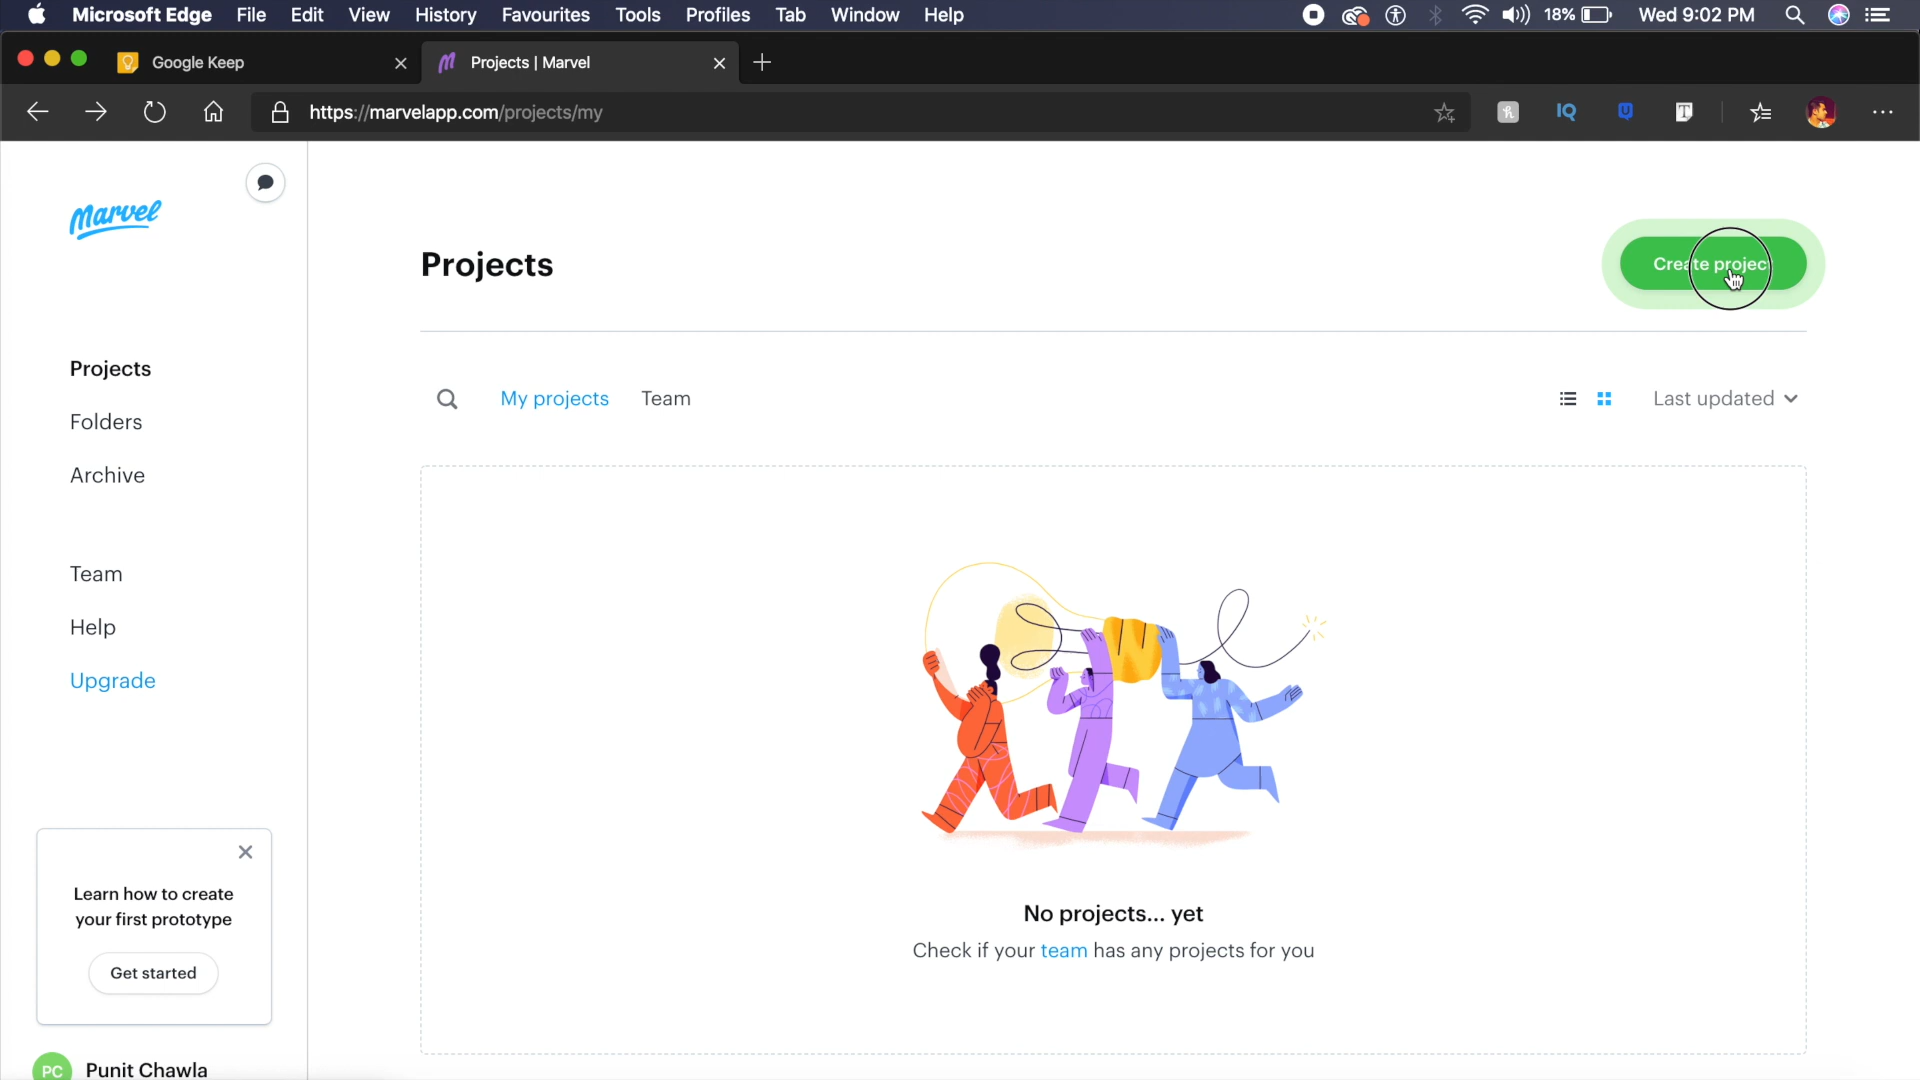 Microsoft Edge File Edit View History Favourites Tools Profiles Tab Window Help 18% Wed 9:02 PM
Google Keep Projects | Marvel
https://marvelapp.com/projects/my IQ T
Marvel
Projects
Create project
Projects
Folders
Archive
Team
Help
Upgrade
My projects Team Last updated
No projects... yet
Check if your team has any projects for you
Learn how to create
your first prototype
Get started
PC Punit Chawla